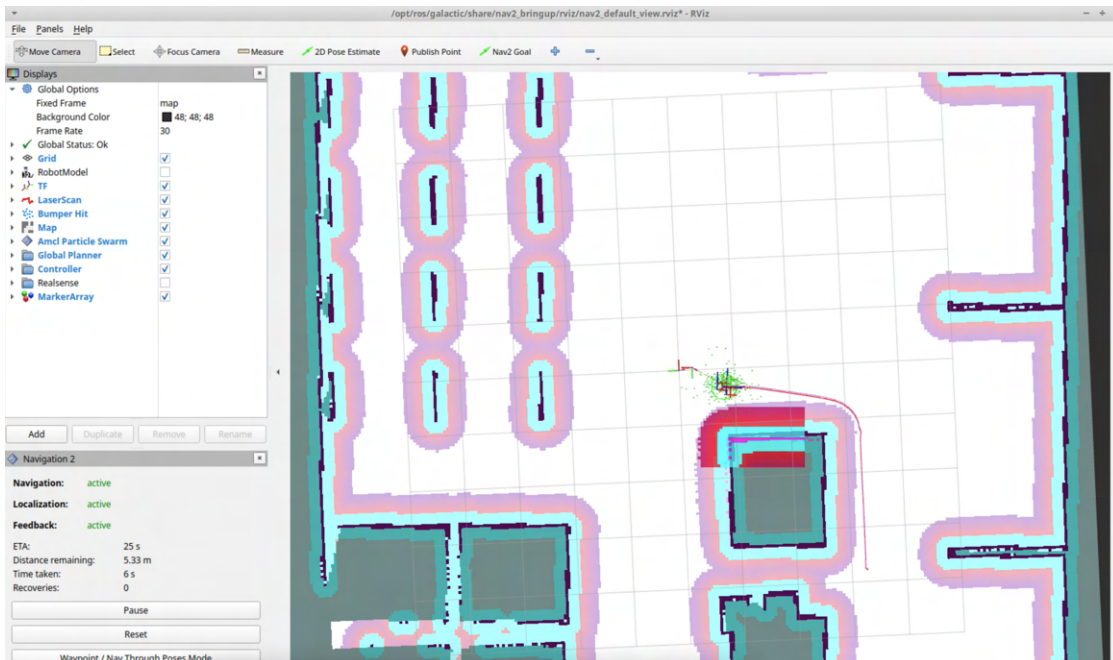 /opt/ros/galactic/share/nav2_bringup/rviz/nav2_default_view.rviz* - RViz
File Panels Help
Move Camera Select Focus Camera Measure 2D Pose Estimate Publish Point Nav2 Goal
Displays
Global Options
Fixed Frame map
Background Color 48; 48; 48
Frame Rate 30
Global Status: Ok
Grid
RobotModel
TF
LaserScan
Bumper Hit
Map
Amcl Particle Swarm
Global Planner
Controller
Realsense
MarkerArray
Add Duplicate Remove Rename
Navigation 2
Navigation: active
Localization: active
Feedback: active
ETA: 25 s
Distance remaining: 5.33 m
Time taken: 6 s
Recoveries: 0
Pause
Reset
Waypoint / Nav Through Poses Mode